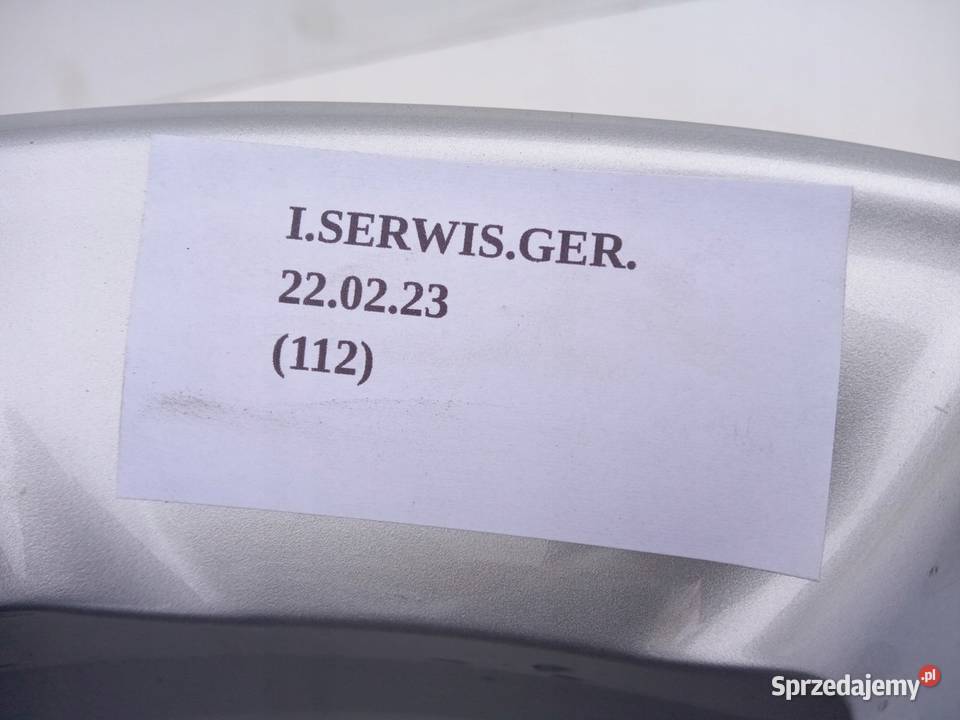 I.SERWIS.GER.
22.02.23
(112)
Sprzedajemy.pl